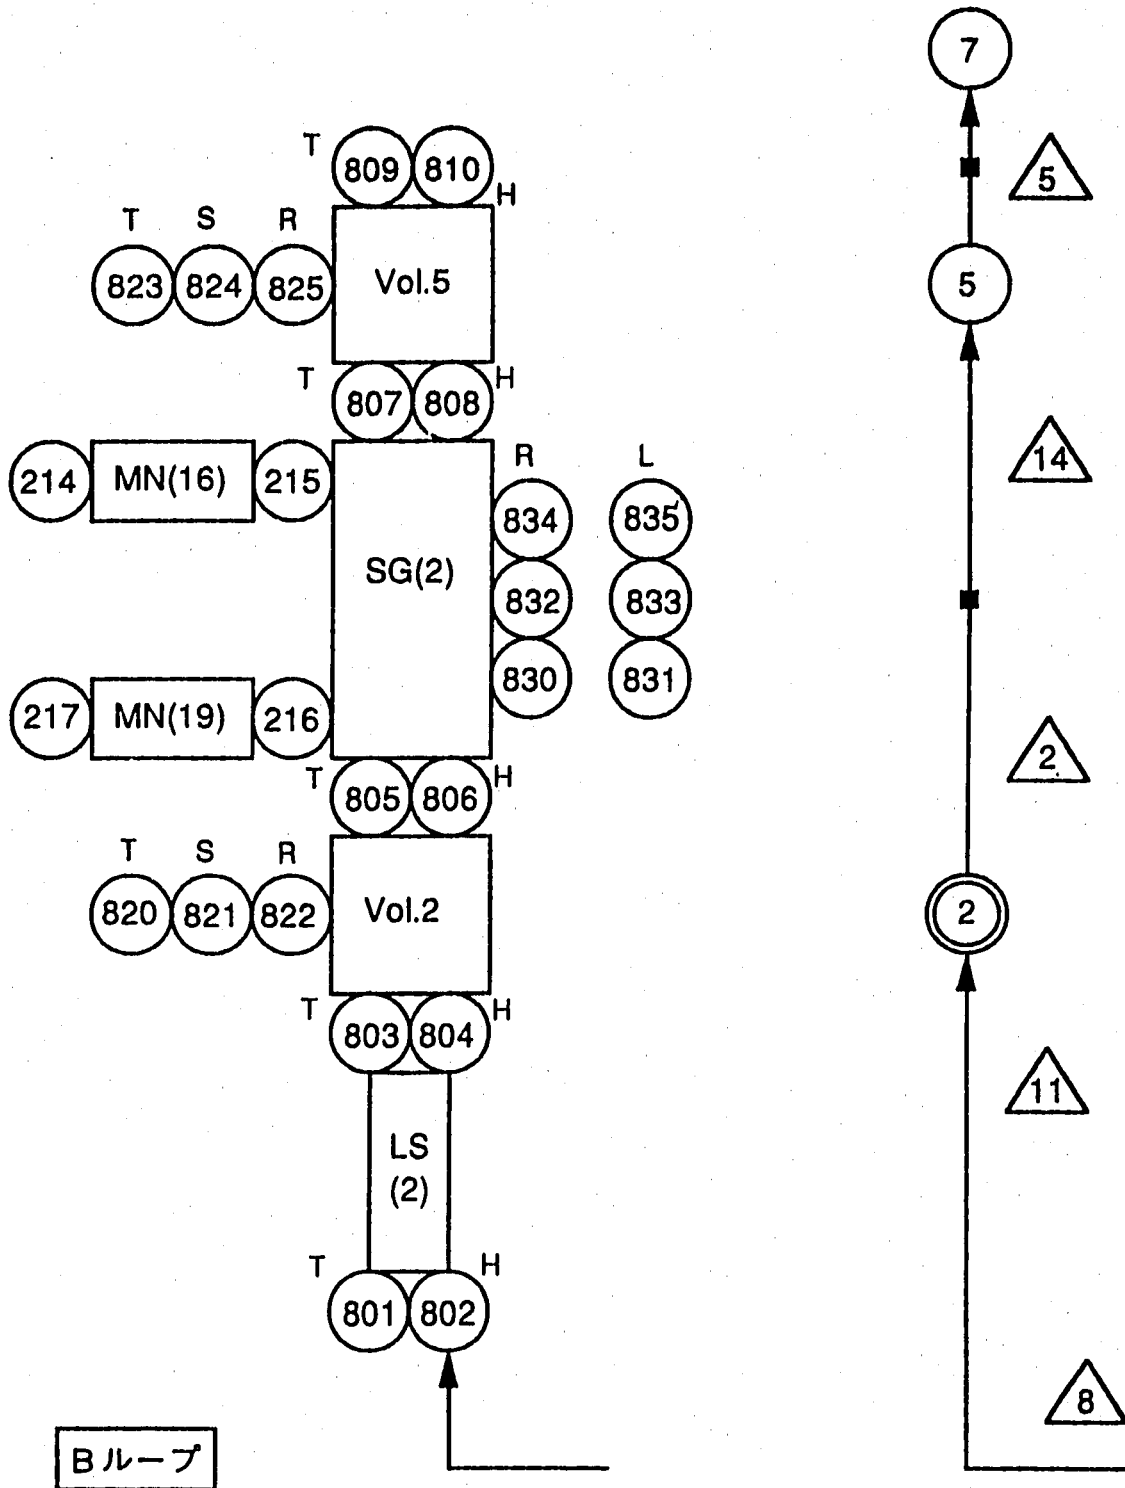 7
T
809 810
H
5
T S R
823 824 825
Vol.5
5
T
807 808
H
R L
214
MN(16)
215
834
835
14
SG(2)
832
833
830
831
217
MN(19)
216
2
T
805 806
H
T S R
820 821 822
Vol.2
2
T
803 804
H
11
LS
(2)
T
H
801 802
8
Bループ